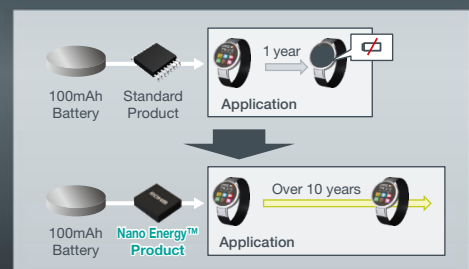 1 year
100mAh
Battery
Standard
Product
Application
Over 10 years
100mAh
Battery
Nano Energy™
Product
Application